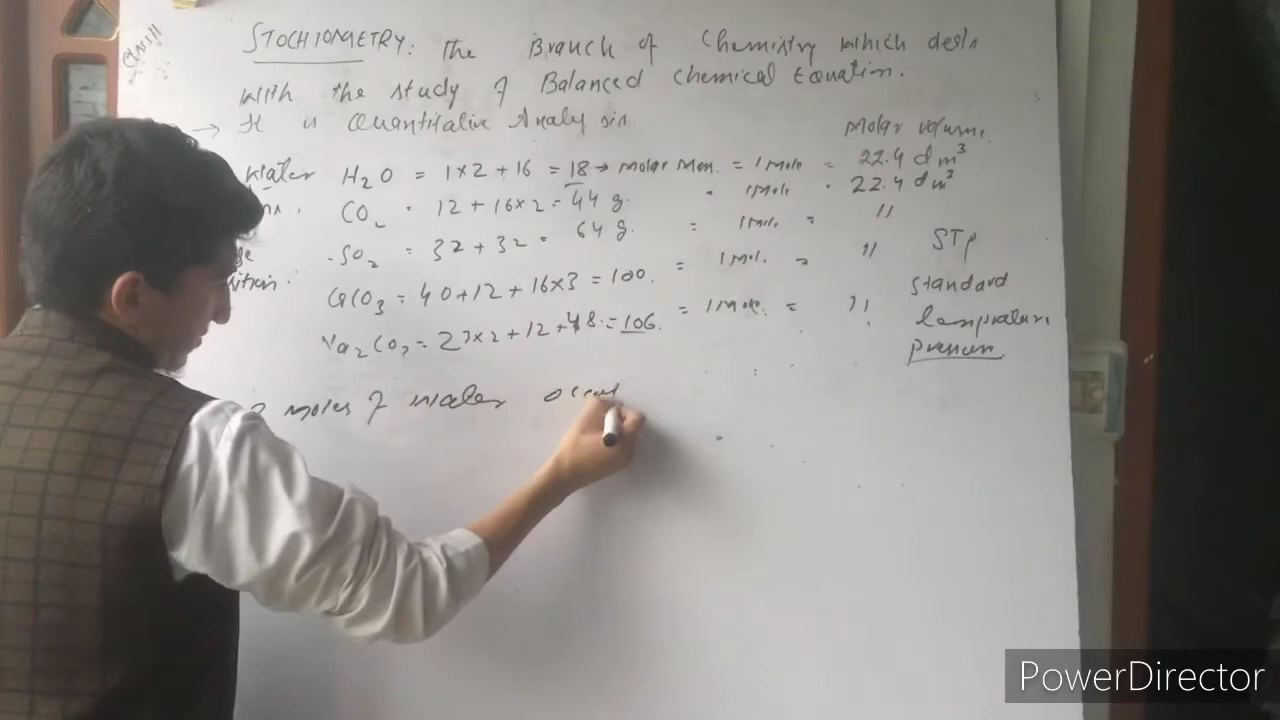 Class 11
STOCHIOMETRY: The Branch of Chemistry which deals
with the study of Balanced chemical Equation.
→ It is Quantitative Analysis
Molar volume.
Water H₂O = 1×2+16 = 18 → Molar Mass. = 1 Mole = 22.4 dm³
CO₂ = 12+16×2 = 44 g. = 1 Mole = 22.4 dm³
SO₂ = 32+32 = 64 g. = 1 Mole = "
CaCO₃ = 40+12+16×3 = 100. = 1 Mol. = "
Na₂CO₃ = 23×2+12+48 = 106. = 1 Mole. = "
STP
Standard
Temprature
Pressure
moles of water
PowerDirector